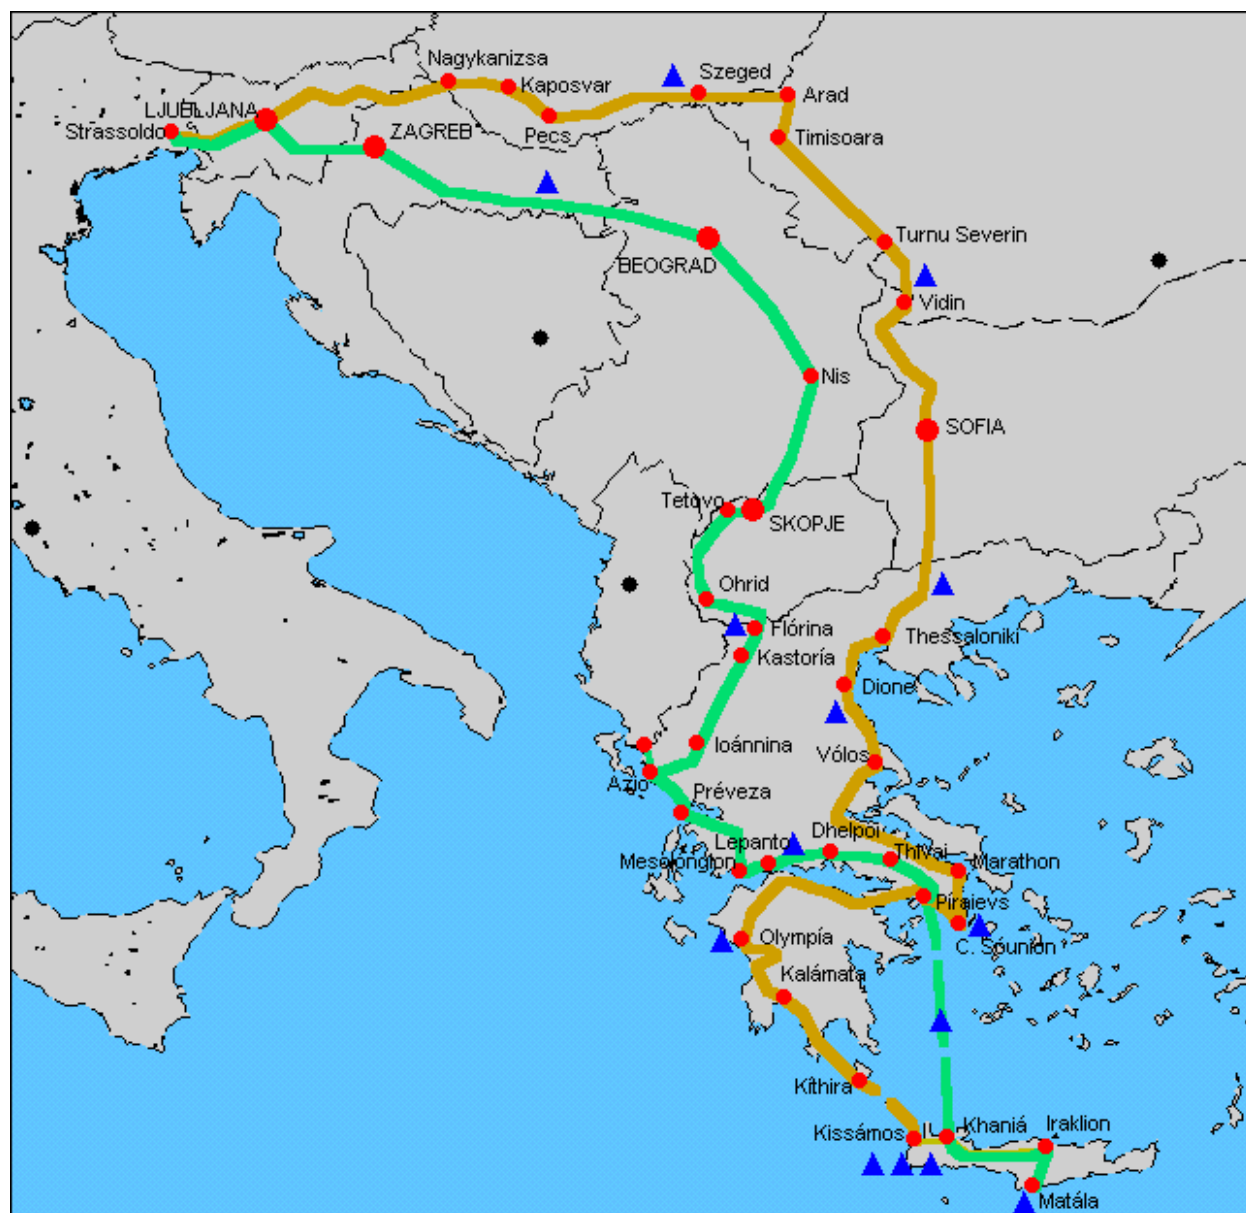 Nagykanizsa
Szeged
Kaposvar
Arad
LJUBLJANA
Strassoldo
ZAGREB
Pecs
Timisoara
Turnu Severin
BEOGRAD
Vidin
Nis
SOFIA
Tetovo
SKOPJE
Ohrid
Flórina
Thessaloniki
Kastoría
Dione
Ioánnina
Vólos
Azio
Préveza
Dhelpoi
Lepanto
Thivai
Mesolóngion
Marathon
Piraievs
Olympía
C. Soúnion
Kalámata
Kíthira
Kissámos
Khaniá
Iraklion
Matála